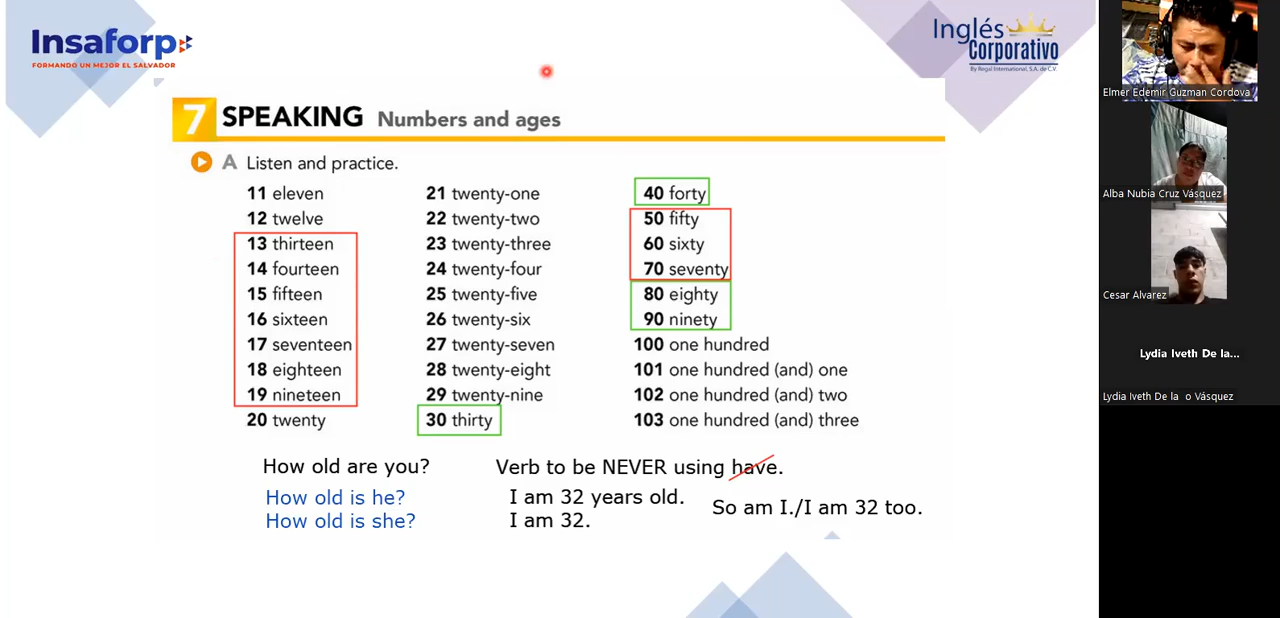 Insaforp
FORMANDO UN MEJOR EL SALVADOR
Inglés
Corporativo
By Regal International, S.A. de C.V.
7 SPEAKING Numbers and ages
A Listen and practice.
11 eleven
12 twelve
13 thirteen
14 fourteen
15 fifteen
16 sixteen
17 seventeen
18 eighteen
19 nineteen
20 twenty
21 twenty-one
22 twenty-two
23 twenty-three
24 twenty-four
25 twenty-five
26 twenty-six
27 twenty-seven
28 twenty-eight
29 twenty-nine
30 thirty
40 forty
50 fifty
60 sixty
70 seventy
80 eighty
90 ninety
100 one hundred
101 one hundred (and) one
102 one hundred (and) two
103 one hundred (and) three
How old are you?
How old is he?
How old is she?
Verb to be NEVER using have.
I am 32 years old.
I am 32.
So am I./I am 32 too.
Elmer Edemir Guzman Cordova
Alba Nubia Cruz Vásquez
Cesar Alvarez
Lydia Iveth De la...
Lydia Iveth De la o Vásquez